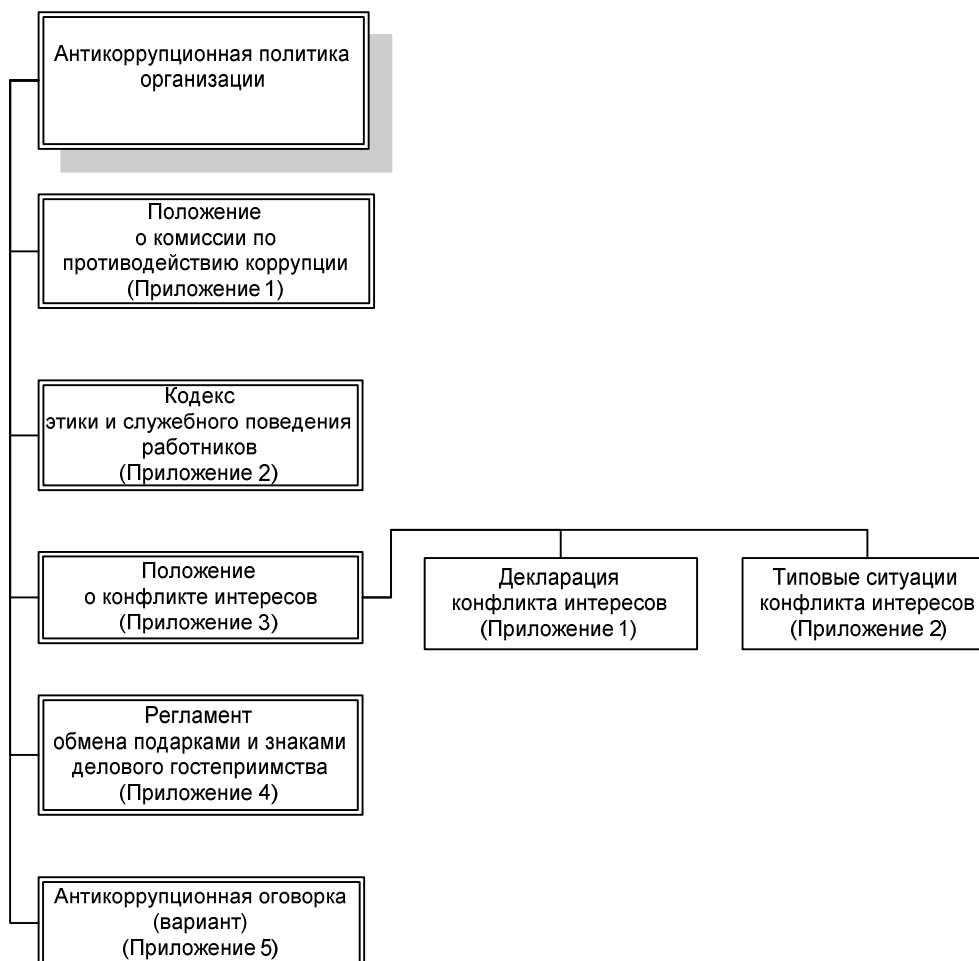 Антикоррупционная политика
организации
Положение
о комиссии по
противодействию коррупции
(Приложение 1)
Кодекс
этики и служебного поведения
работников
(Приложение 2)
Положение
о конфликте интересов
(Приложение 3)
Декларация
конфликта интересов
(Приложение 1)
Типовые ситуации
конфликта интересов
(Приложение 2)
Регламент
обмена подарками и знаками
делового гостеприимства
(Приложение 4)
Антикоррупционная оговорка
(вариант)
(Приложение 5)